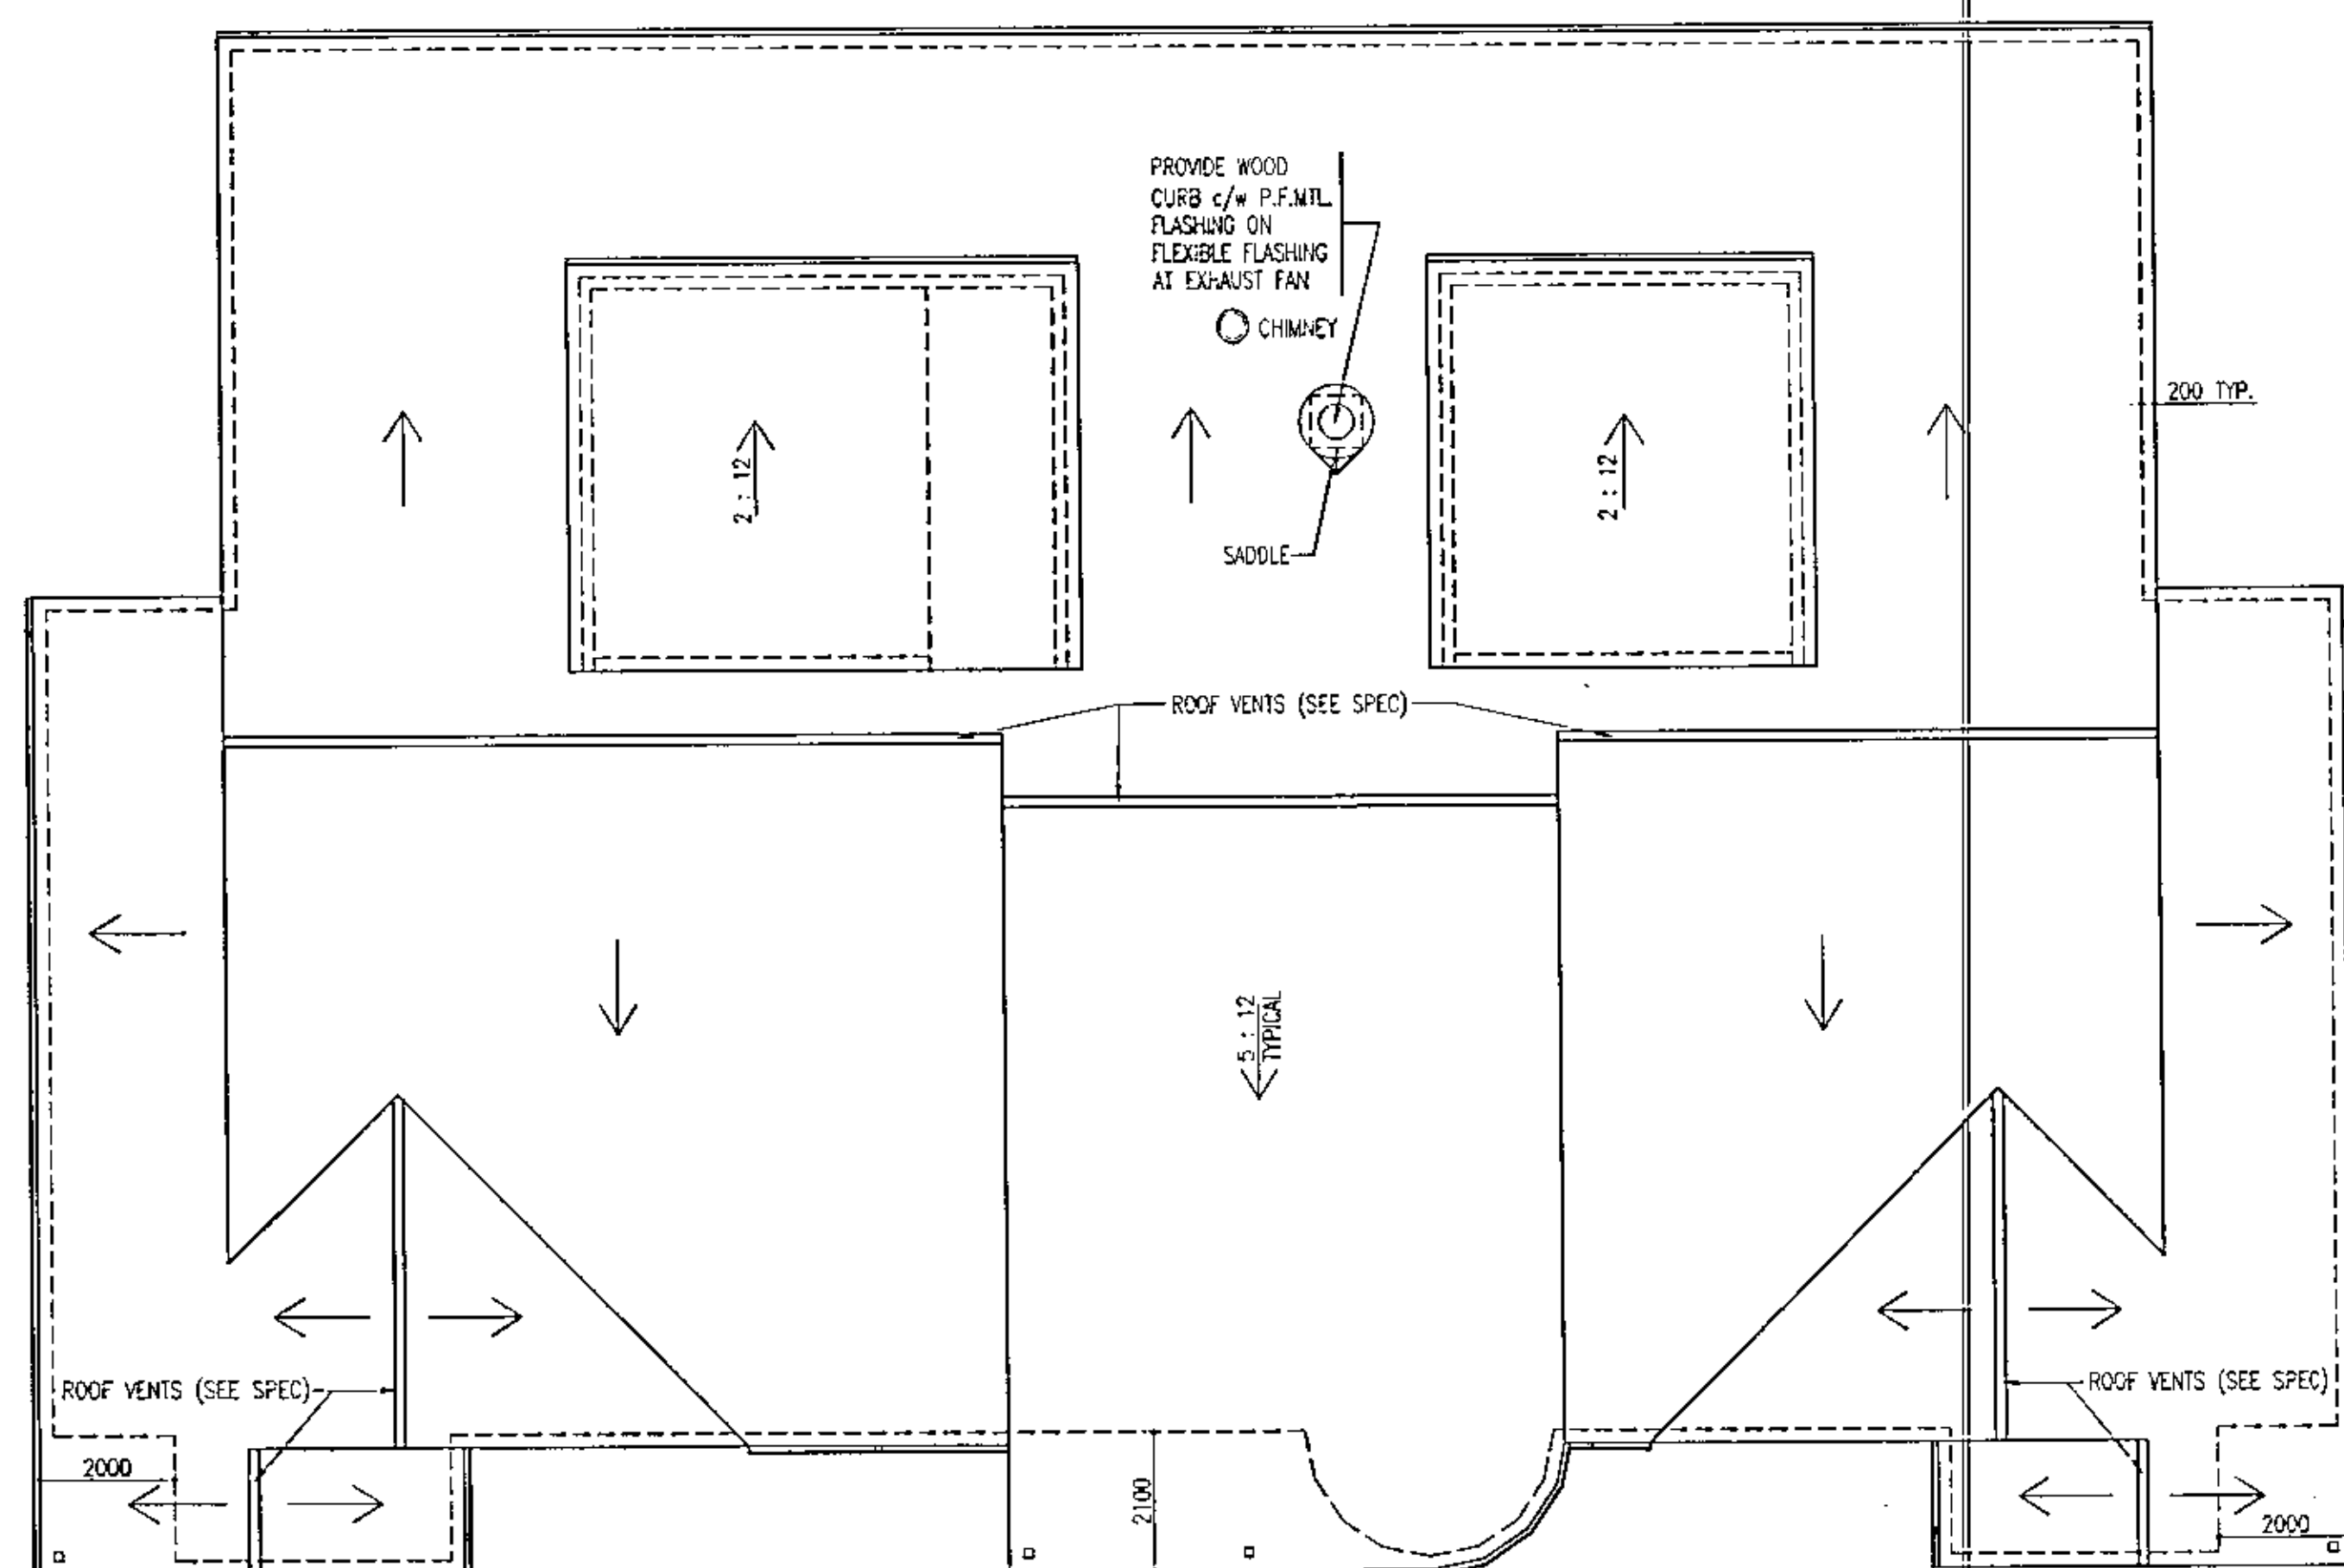 PROVIDE WOOD
CURB c/w P.F.MTL.
FLASHING ON
FLEXIBLE FLASHING
AT EXHAUST FAN
CHIMNEY
200 TYP.
2 : 12
2 : 12
SADDLE
ROOF VENTS (SEE SPEC)
5 : 12
TYPICAL
ROOF VENTS (SEE SPEC)
ROOF VENTS (SEE SPEC)
2000
2100
2000